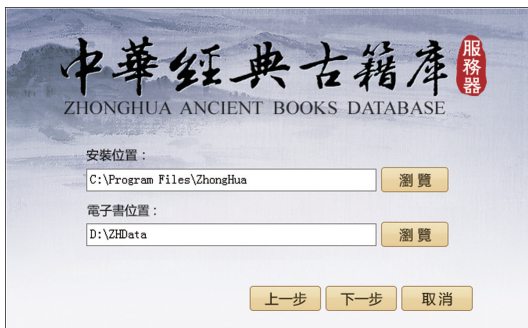 中華經典古籍庫
服務器
ZHONGHUA ANCIENT BOOKS DATABASE
安裝位置：
C:\Program Files\ZhongHua 瀏覽
電子書位置：
D:\ZHData 瀏覽
上一步 下一步 取消